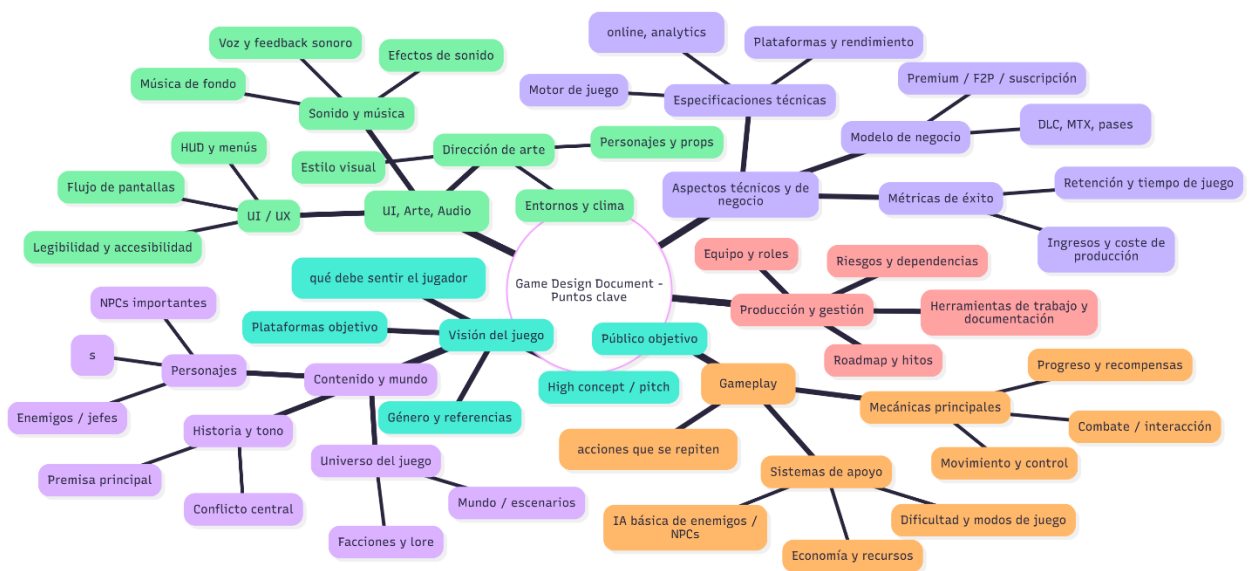 Voz y feedback sonoro
Efectos de sonido
Música de fondo
Sonido y música
HUD y menús
Dirección de arte
Personajes y props
Estilo visual
Flujo de pantallas
UI / UX
UI, Arte, Audio
Entornos y clima
Legibilidad y accesibilidad
online, analytics
Plataformas y rendimiento
Motor de juego
Especificaciones técnicas
Premium / F2P / suscripción
Modelo de negocio
DLC, MTX, pases
Aspectos técnicos y de
negocio
Métricas de éxito
Retención y tiempo de juego
Ingresos y coste de
producción
Game Design Document -
Puntos clave
Equipo y roles
Riesgos y dependencias
Producción y gestión
Herramientas de trabajo y
documentación
Roadmap y hitos
qué debe sentir el jugador
Plataformas objetivo
Visión del juego
Público objetivo
High concept / pitch
Género y referencias
NPCs importantes
s
Personajes
Contenido y mundo
Enemigos / jefes
Historia y tono
Premisa principal
Conflicto central
Universo del juego
Mundo / escenarios
Facciones y lore
Gameplay
Progreso y recompensas
Mecánicas principales
Combate / interacción
Movimiento y control
acciones que se repiten
Sistemas de apoyo
IA básica de enemigos /
NPCs
Dificultad y modos de juego
Economía y recursos